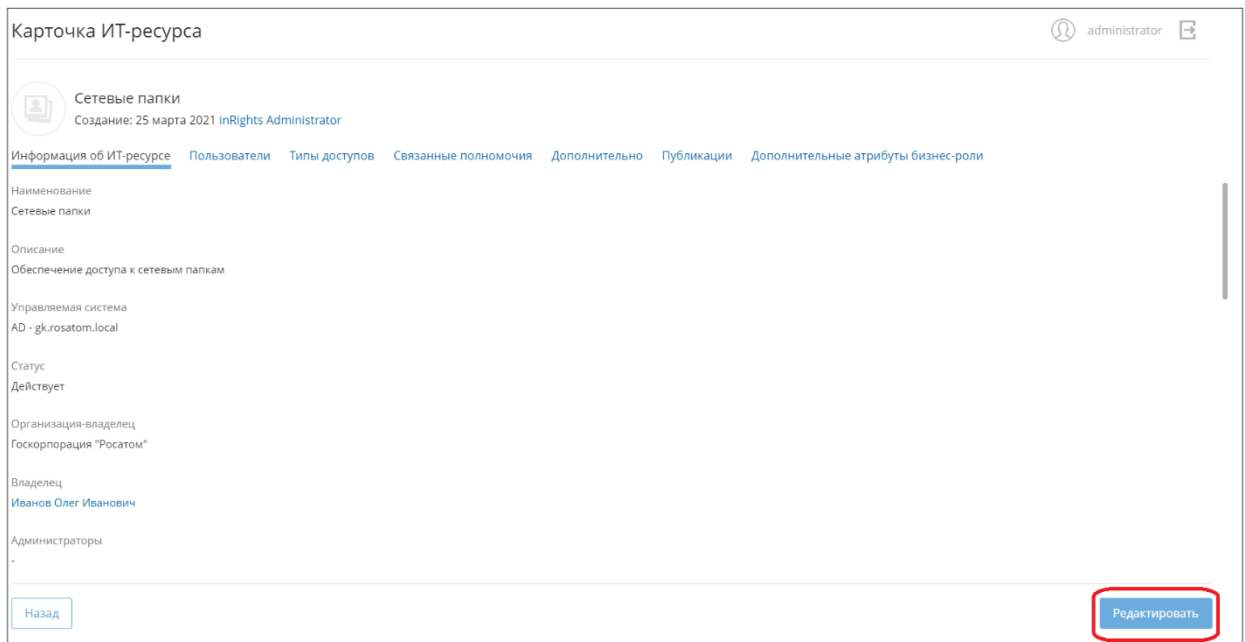 Карточка ИТ-ресурса
administrator
Сетевые папки
Создание: 25 марта 2021 inRights Administrator
Информация об ИТ-ресурсе Пользователи Типы доступов Связанные полномочия Дополнительно Публикации Дополнительные атрибуты бизнес-роли
Наименование
Сетевые папки
Описание
Обеспечение доступа к сетевым папкам
Управляемая система
AD - gk.rosatom.local
Статус
Действует
Организация-владелец
Госкорпорация "Росатом"
Владелец
Иванов Олег Иванович
Администраторы
-
Назад Редактировать